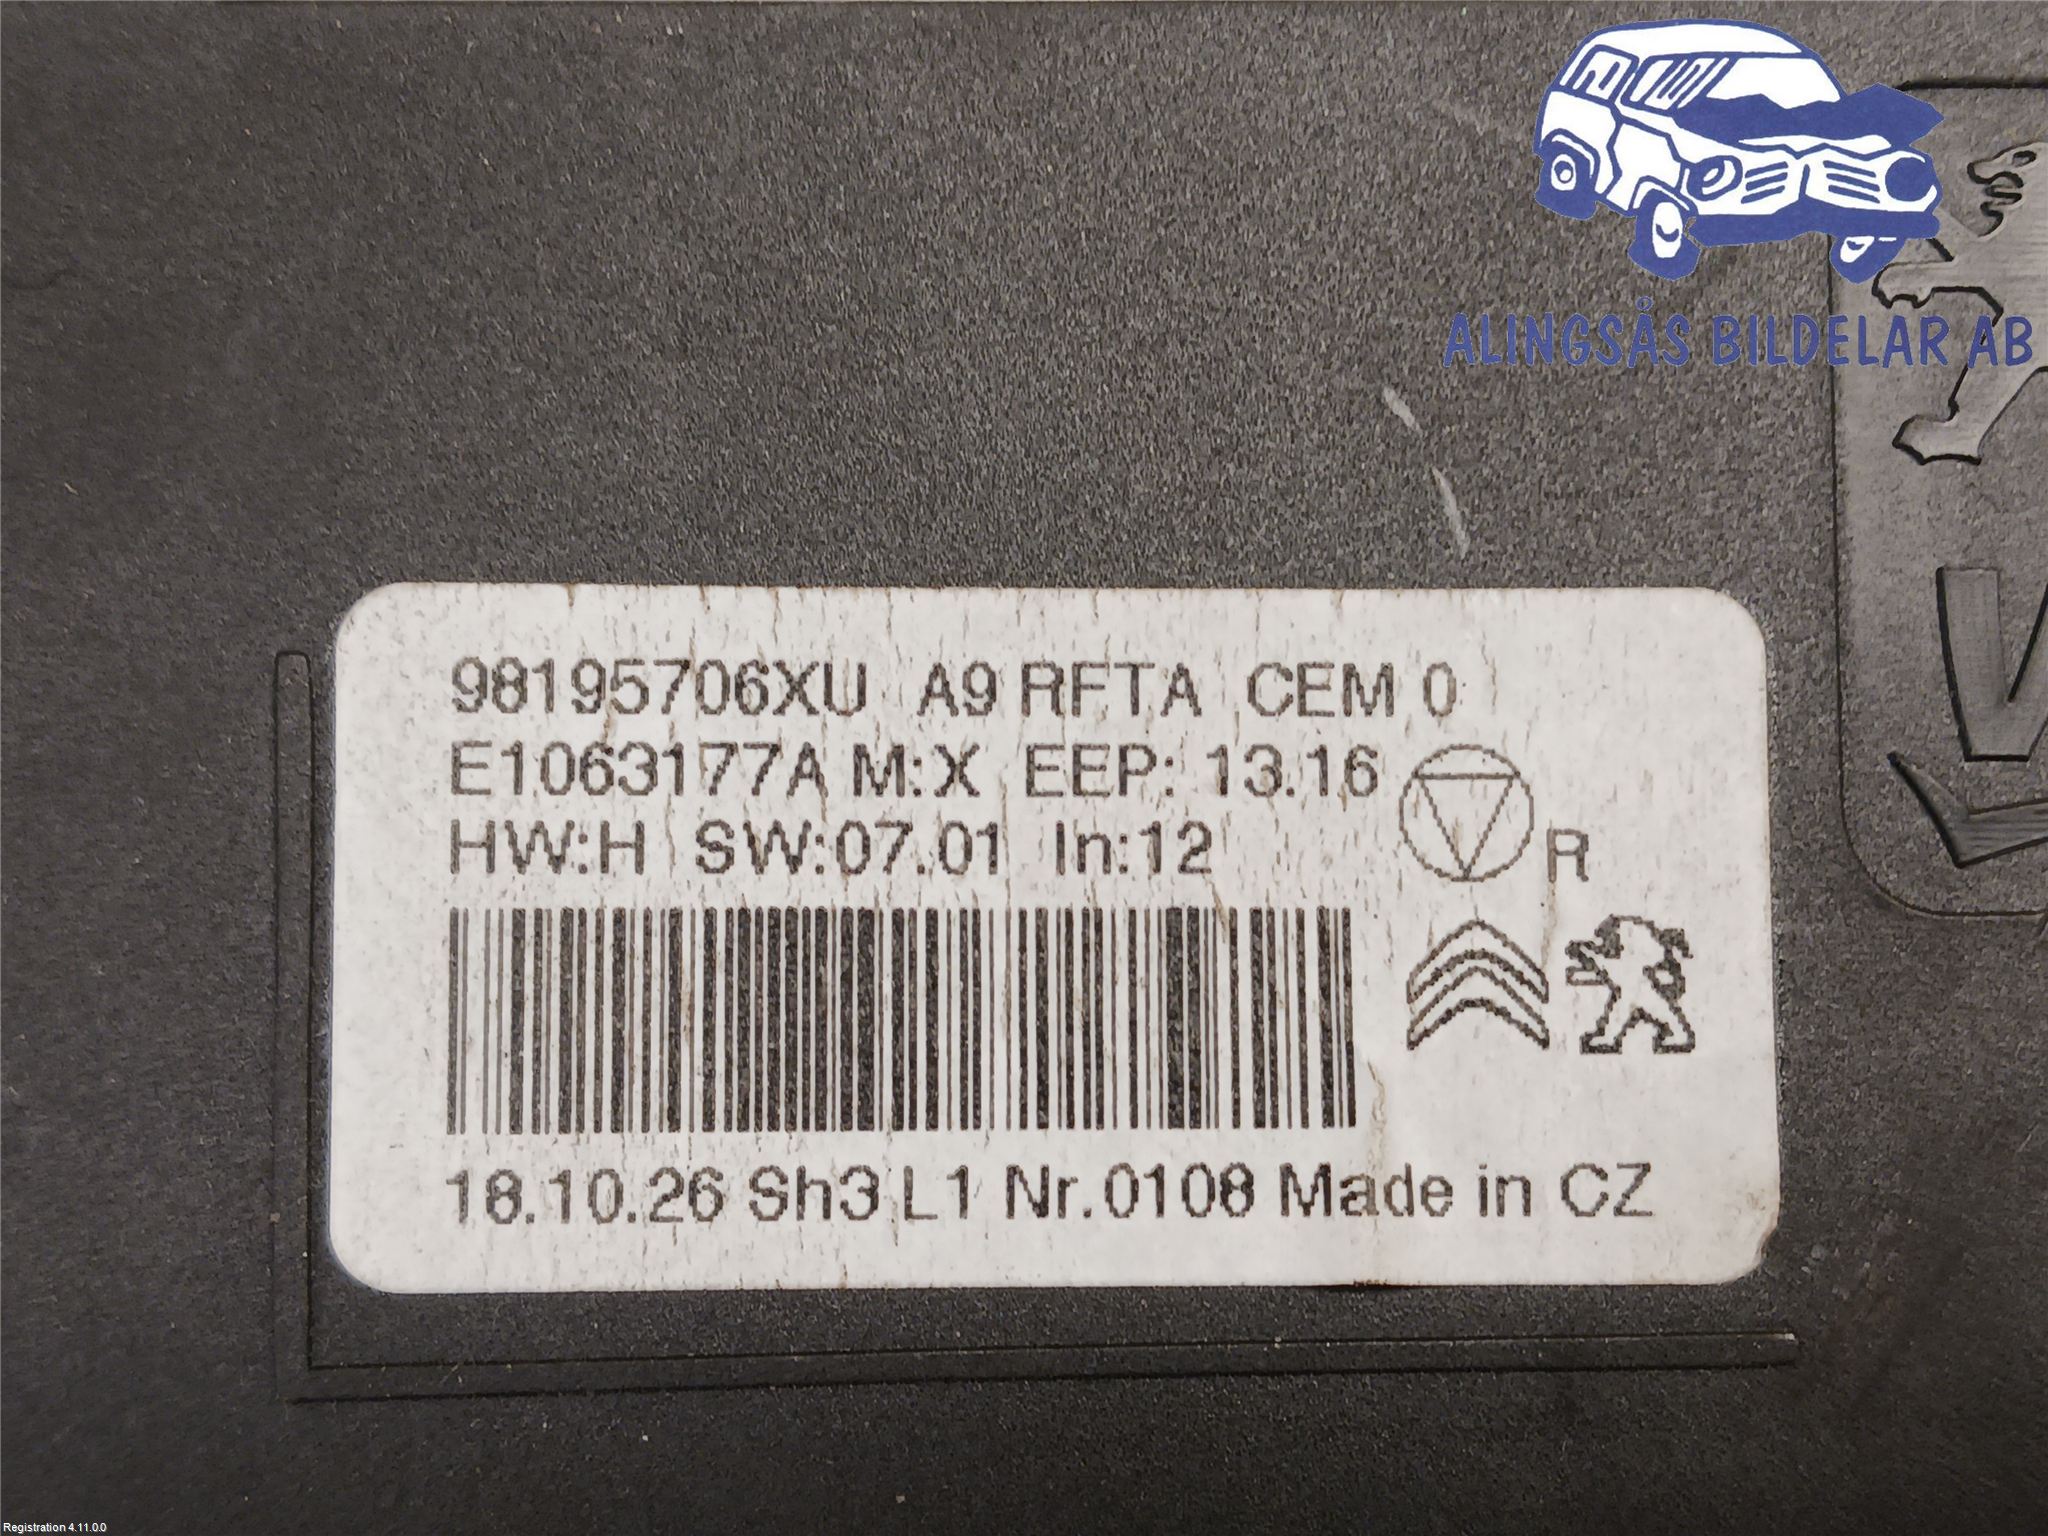 ALINGSÅS BILDELAR AB
98195706XU A9 RFTA CEM 0
E1063177A M:X EEP: 13.16
HW:H SW:07.01 In:12
R
18.10.26 Sh3 L1 Nr.0108 Made in CZ
Registration 4.11.0.0